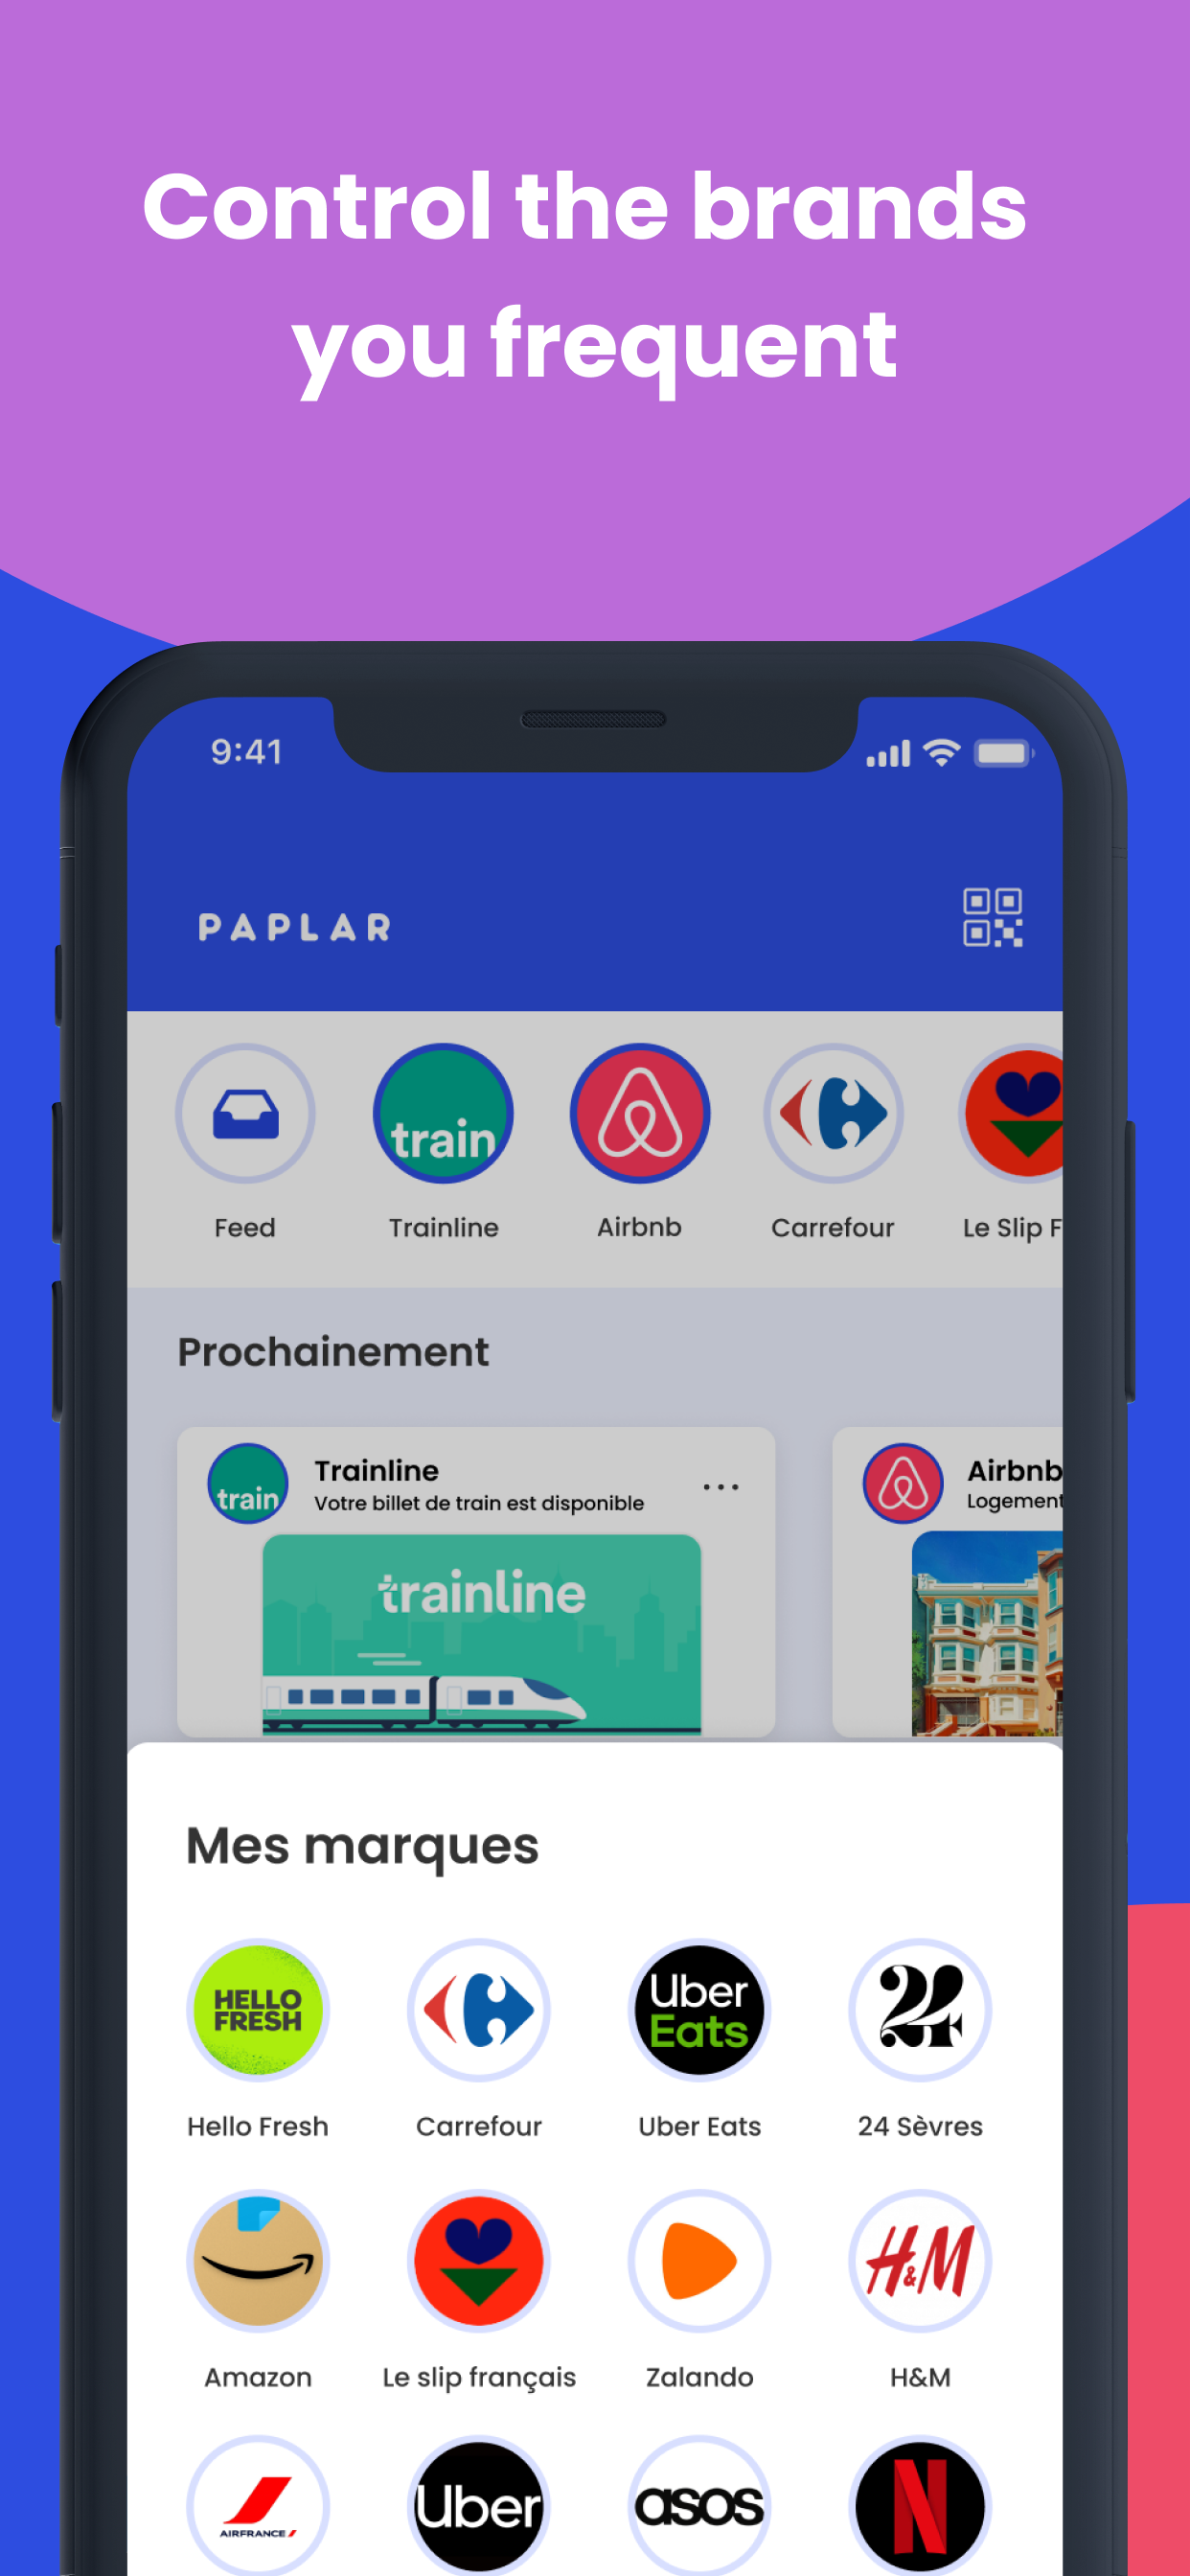 Control the brands
you frequent
9:41
PAPLAR
train
Feed
Trainline
Airbnb
Carrefour
Le Slip F
Prochainement
train
Trainline
Votre billet de train est disponible
Airbnb
Logement
trainline
Mes marques
HELLO
FRESH
Uber
Eats
24
Hello Fresh
Carrefour
Uber Eats
24 Sèvres
H&M
Amazon
Le slip français
Zalando
H&M
AIRFRANCE
Uber
asos
N